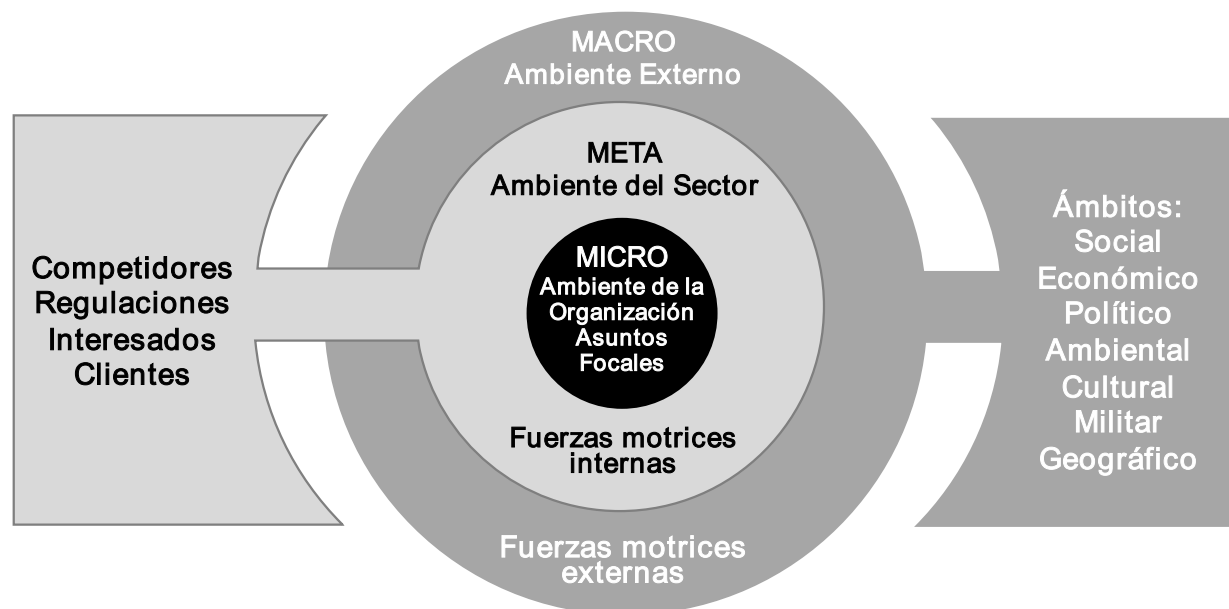 MACRO
Ambiente Externo
META
Ambiente del Sector
MICRO
Ambiente de la
Organización
Asuntos
Focales
Fuerzas motrices
internas
Fuerzas motrices
externas
Competidores
Regulaciones
Interesados
Clientes
Ámbitos:
Social
Económico
Político
Ambiental
Cultural
Militar
Geográfico